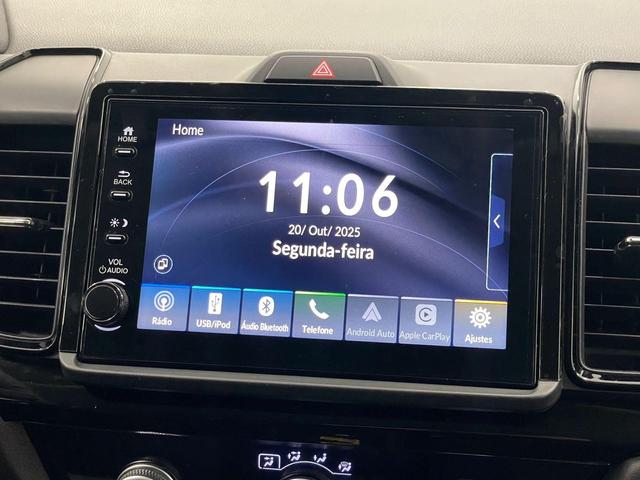 HOME
BACK
VOL
AUDIO
Home
11:06
20/ Out/ 2025
Segunda-feira
Rádio
USB/iPod
Áudio Bluetooth
Telefone
Android Auto
Apple CarPlay
Ajustes